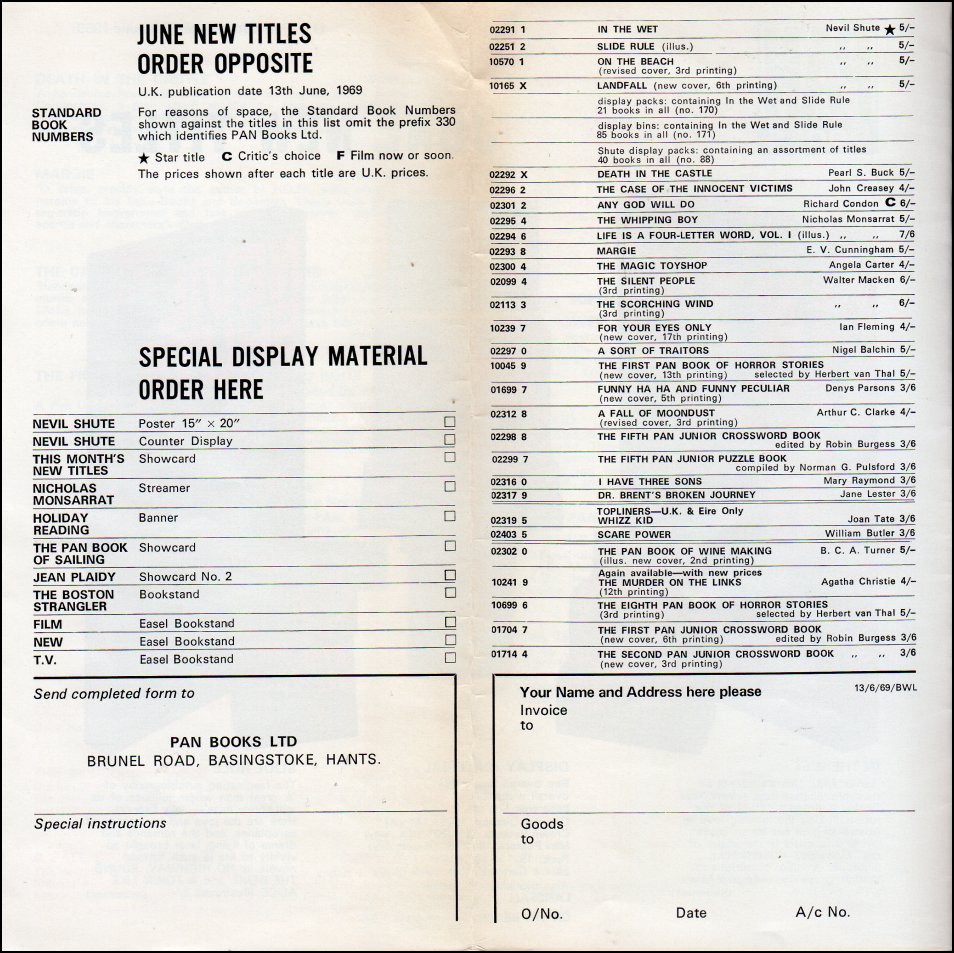 JUNE NEW TITLES
ORDER OPPOSITE
U.K. publication date 13th June, 1969
STANDARD
BOOK
NUMBERS
For reasons of space, the Standard Book Numbers
shown against the titles in this list omit the prefix 330
which identifies PAN Books Ltd.
★ Star title C Critic's choice F Film now or soon.
The prices shown after each title are U.K. prices.
SPECIAL DISPLAY MATERIAL
ORDER HERE
NEVIL SHUTE Poster 15″ × 20″ □
NEVIL SHUTE Counter Display □
THIS MONTH'S Showcard □
NEW TITLES
NICHOLAS Streamer □
MONSARRAT
HOLIDAY Banner □
READING
THE PAN BOOK Showcard □
OF SAILING
JEAN PLAIDY Showcard No. 2 □
THE BOSTON Bookstand □
STRANGLER
FILM Easel Bookstand □
NEW Easel Bookstand □
T.V. Easel Bookstand □
Send completed form to
PAN BOOKS LTD
BRUNEL ROAD, BASINGSTOKE, HANTS.
Special instructions
02291 1 IN THE WET Nevil Shute ★ 5/–
02251 2 SLIDE RULE (illus.) ,, ,, 5/–
10570 1 ON THE BEACH ,, ,, 5/–
(revised cover, 3rd printing)
10165 X LANDFALL (new cover, 6th printing) ,, ,, 5/–
display packs: containing In the Wet and Slide Rule
21 books in all (no. 170)
display bins: containing In the Wet and Slide Rule
85 books in all (no. 171)
Shute display packs: containing an assortment of titles
40 books in all (no. 88)
02292 X DEATH IN THE CASTLE Pearl S. Buck 5/–
02296 2 THE CASE OF THE INNOCENT VICTIMS John Creasey 4/–
02301 2 ANY GOD WILL DO Richard Condon C 6/–
02295 4 THE WHIPPING BOY Nicholas Monsarrat 5/–
02294 6 LIFE IS A FOUR-LETTER WORD, VOL. I (illus.) ,, ,, 7/6
02293 8 MARGIE E. V. Cunningham 5/–
02300 4 THE MAGIC TOYSHOP Angela Carter 4/–
02099 4 THE SILENT PEOPLE Walter Macken 6/–
(3rd printing)
02113 3 THE SCORCHING WIND ,, ,, 6/–
(3rd printing)
10239 7 FOR YOUR EYES ONLY Ian Fleming 4/–
(new cover, 17th printing)
02297 0 A SORT OF TRAITORS Nigel Balchin 5/–
10045 9 THE FIRST PAN BOOK OF HORROR STORIES
(new cover, 13th printing) selected by Herbert van Thal 5/–
01699 7 FUNNY HA HA AND FUNNY PECULIAR Denys Parsons 3/6
(new cover, 5th printing)
02312 8 A FALL OF MOONDUST Arthur C. Clarke 4/–
(revised cover, 3rd printing)
02298 8 THE FIFTH PAN JUNIOR CROSSWORD BOOK
edited by Robin Burgess 3/6
02299 7 THE FIFTH PAN JUNIOR PUZZLE BOOK
compiled by Norman G. Pulsford 3/6
02316 0 I HAVE THREE SONS Mary Raymond 3/6
02317 9 DR. BRENT'S BROKEN JOURNEY Jane Lester 3/6
TOPLINERS—U.K. & Eire Only
02319 5 WHIZZ KID Joan Tate 3/6
02403 5 SCARE POWER William Butler 3/6
02302 0 THE PAN BOOK OF WINE MAKING B. C. A. Turner 5/–
(illus. new cover, 2nd printing)
Again available—with new prices
10241 9 THE MURDER ON THE LINKS Agatha Christie 4/–
(12th printing)
10699 6 THE EIGHTH PAN BOOK OF HORROR STORIES
(3rd printing) selected by Herbert van Thal 5/–
01704 7 THE FIRST PAN JUNIOR CROSSWORD BOOK
(new cover, 6th printing) edited by Robin Burgess 3/6
01714 4 THE SECOND PAN JUNIOR CROSSWORD BOOK ,, ,, 3/6
(new cover, 3rd printing)
Your Name and Address here please 13/6/69/BWL
Invoice
to
Goods
to
O/No. Date A/c No.